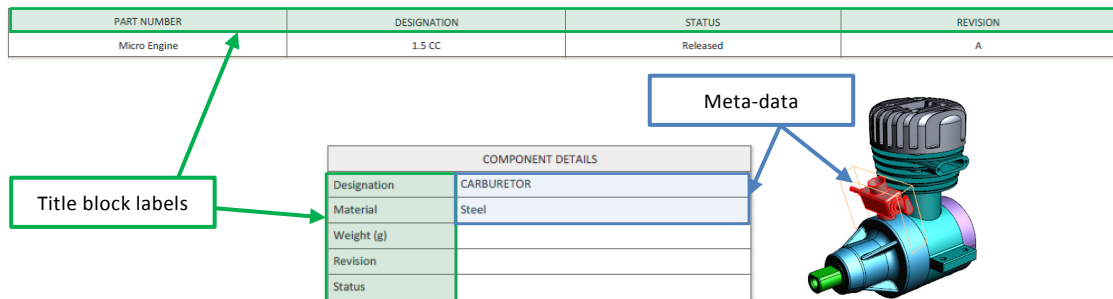 PART NUMBER DESIGNATION STATUS REVISION
Micro Engine 1.5 CC Released A
Meta-data
COMPONENT DETAILS
Designation CARBURETOR
Title block labels
Material Steel
Weight (g)
Revision
Status